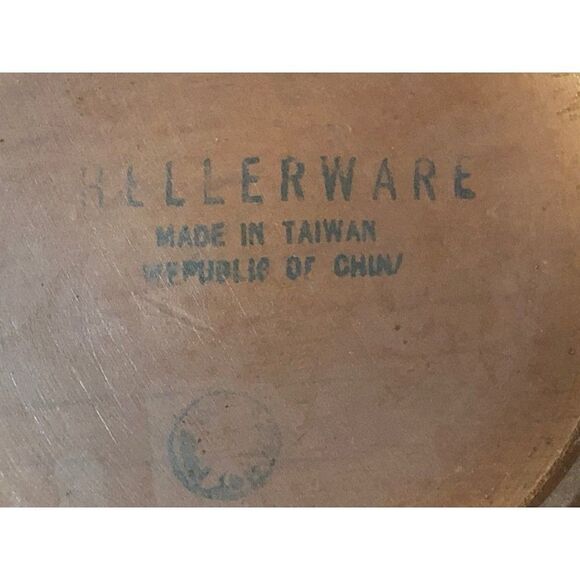 HELLERWARE
MADE IN TAIWAN
REPUBLIC OF CHINA